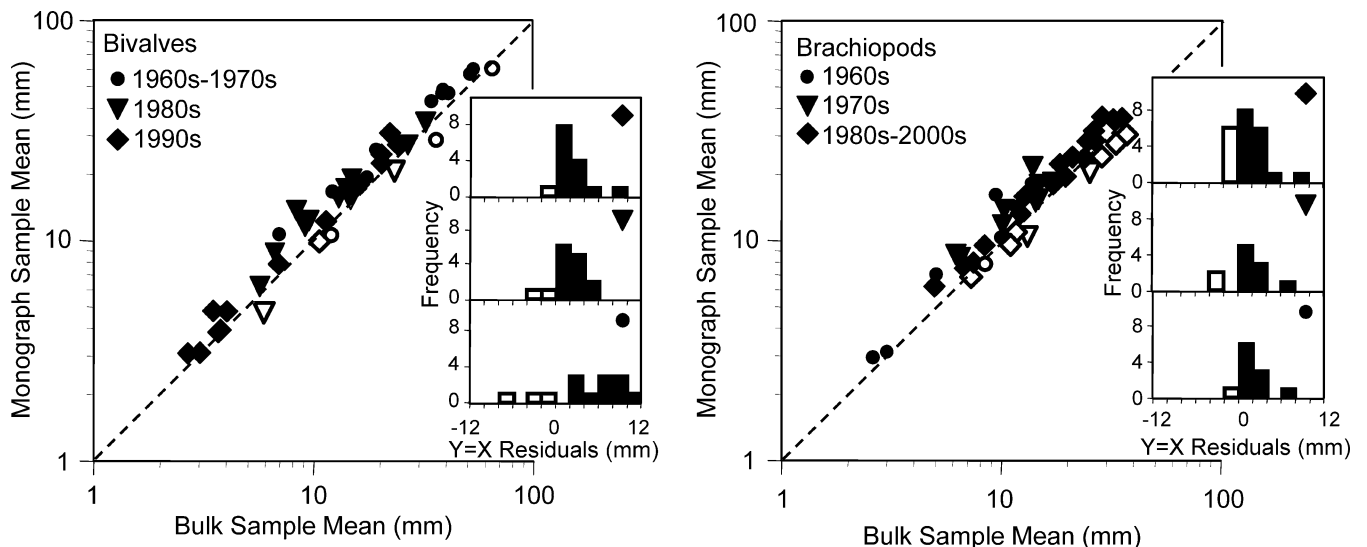 100
Bivalves
1960s-1970s
1980s
1990s
10
1
Monograph Sample Mean (mm)
1
10
100
Bulk Sample Mean (mm)
8
4
0
8
4
0
8
4
0
Frequency
-12
0
12
Y=X Residuals (mm)
100
Brachiopods
1960s
1970s
1980s-2000s
10
1
Monograph Sample Mean (mm)
1
10
100
Bulk Sample Mean (mm)
8
4
0
8
4
0
8
4
0
Frequency
-12
0
12
Y=X Residuals (mm)